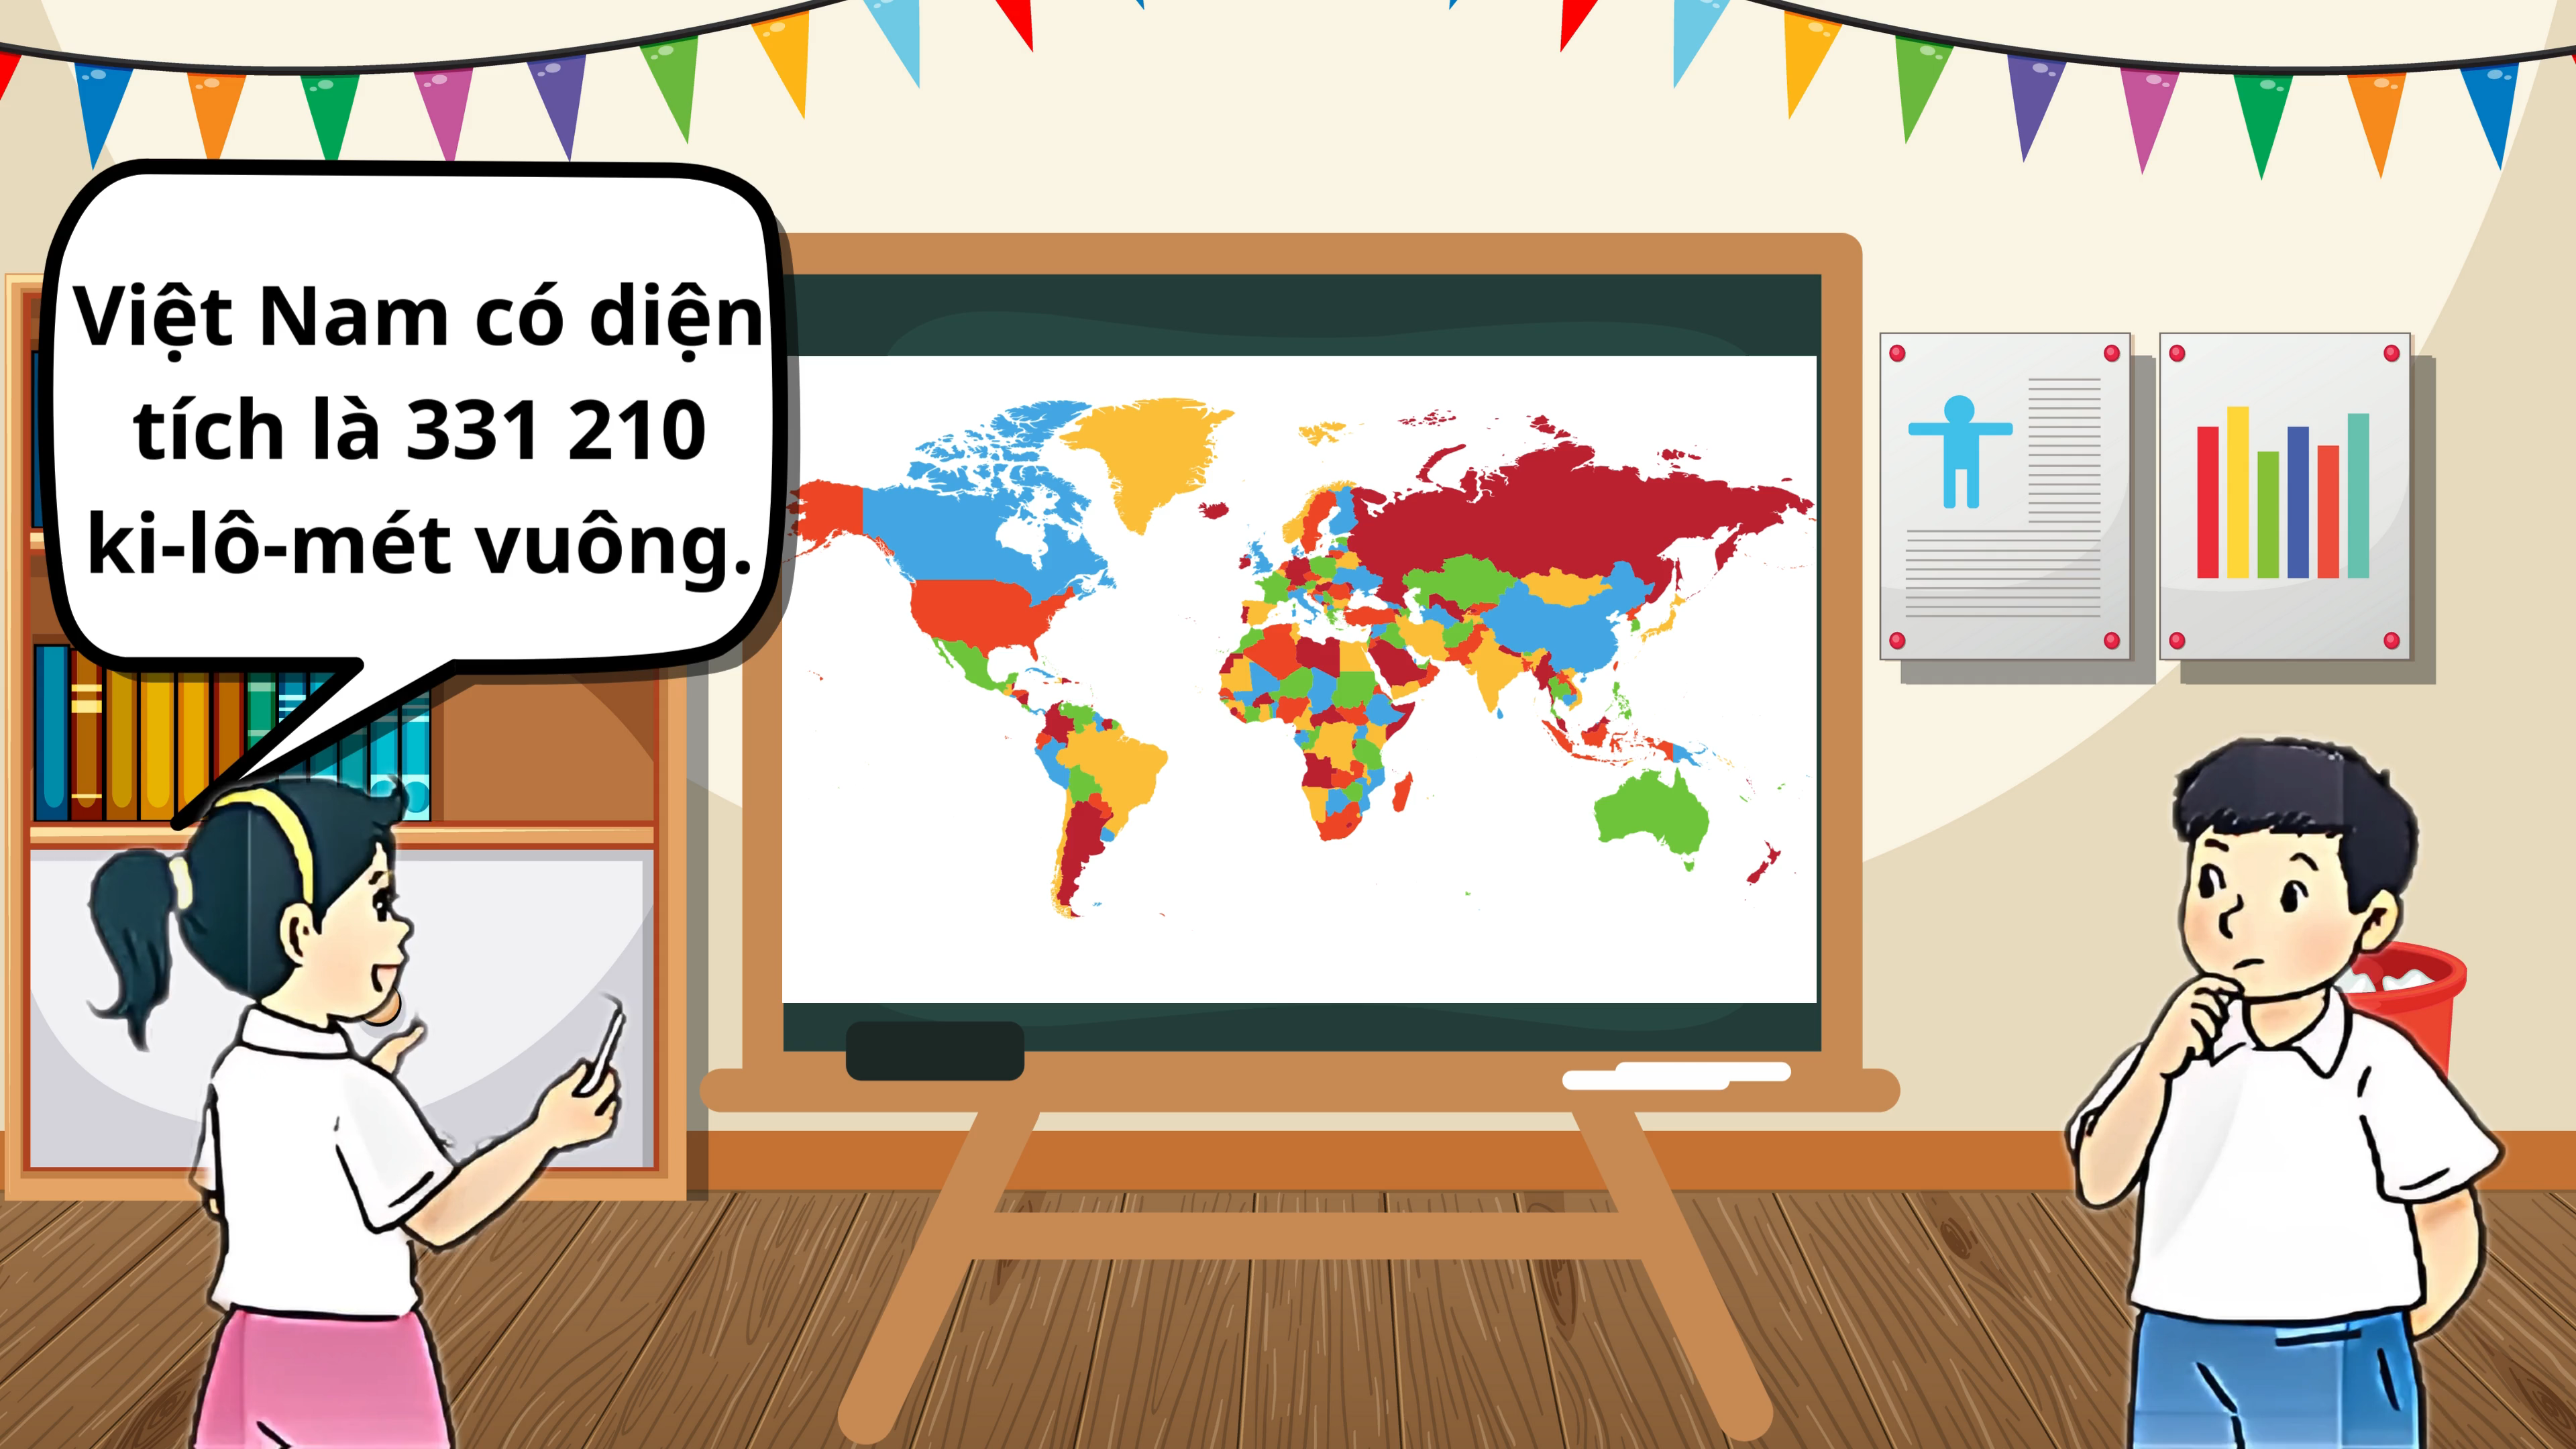 Việt Nam có diện
tích là 331 210
ki-lô-mét vuông.